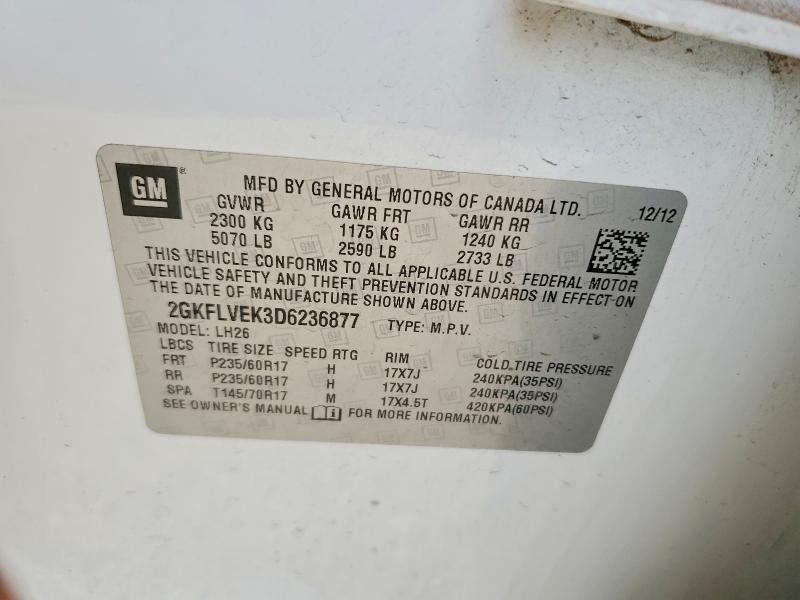 GM®
MFD BY GENERAL MOTORS OF CANADA LTD. 12/12
GVWR GAWR FRT GAWR RR
2300 KG 1175 KG 1240 KG
5070 LB 2590 LB 2733 LB
THIS VEHICLE CONFORMS TO ALL APPLICABLE U.S. FEDERAL MOTOR
VEHICLE SAFETY AND THEFT PREVENTION STANDARDS IN EFFECT ON
THE DATE OF MANUFACTURE SHOWN ABOVE.
2GKFLVEK3D6236877 TYPE: M.P.V.
MODEL: LH26
LBCS TIRE SIZE SPEED RTG RIM COLD TIRE PRESSURE
FRT P235/60R17 H 17X7J 240KPA(35PSI)
RR P235/60R17 H 17X7J 240KPA(35PSI)
SPA T145/70R17 M 17X4.5T 420KPA(60PSI)
SEE OWNER'S MANUAL FOR MORE INFORMATION.